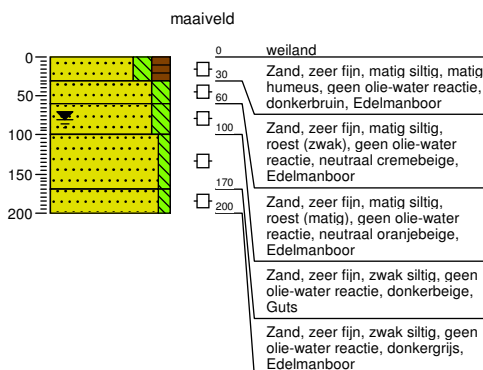 maaiveld
0
50
100
150
200
0
weiland
30
Zand, zeer fijn, matig siltig, matig
humeus, geen olie-water reactie,
donkerbruin, Edelmanboor
60
Zand, zeer fijn, matig siltig,
roest (zwak), geen olie-water
reactie, neutraal cremebeige,
Edelmanboor
100
Zand, zeer fijn, matig siltig,
roest (matig), geen olie-water
reactie, neutraal oranjebeige,
Edelmanboor
170
Zand, zeer fijn, zwak siltig, geen
olie-water reactie, donkerbeige,
Guts
200
Zand, zeer fijn, zwak siltig, geen
olie-water reactie, donkergrijs,
Edelmanboor